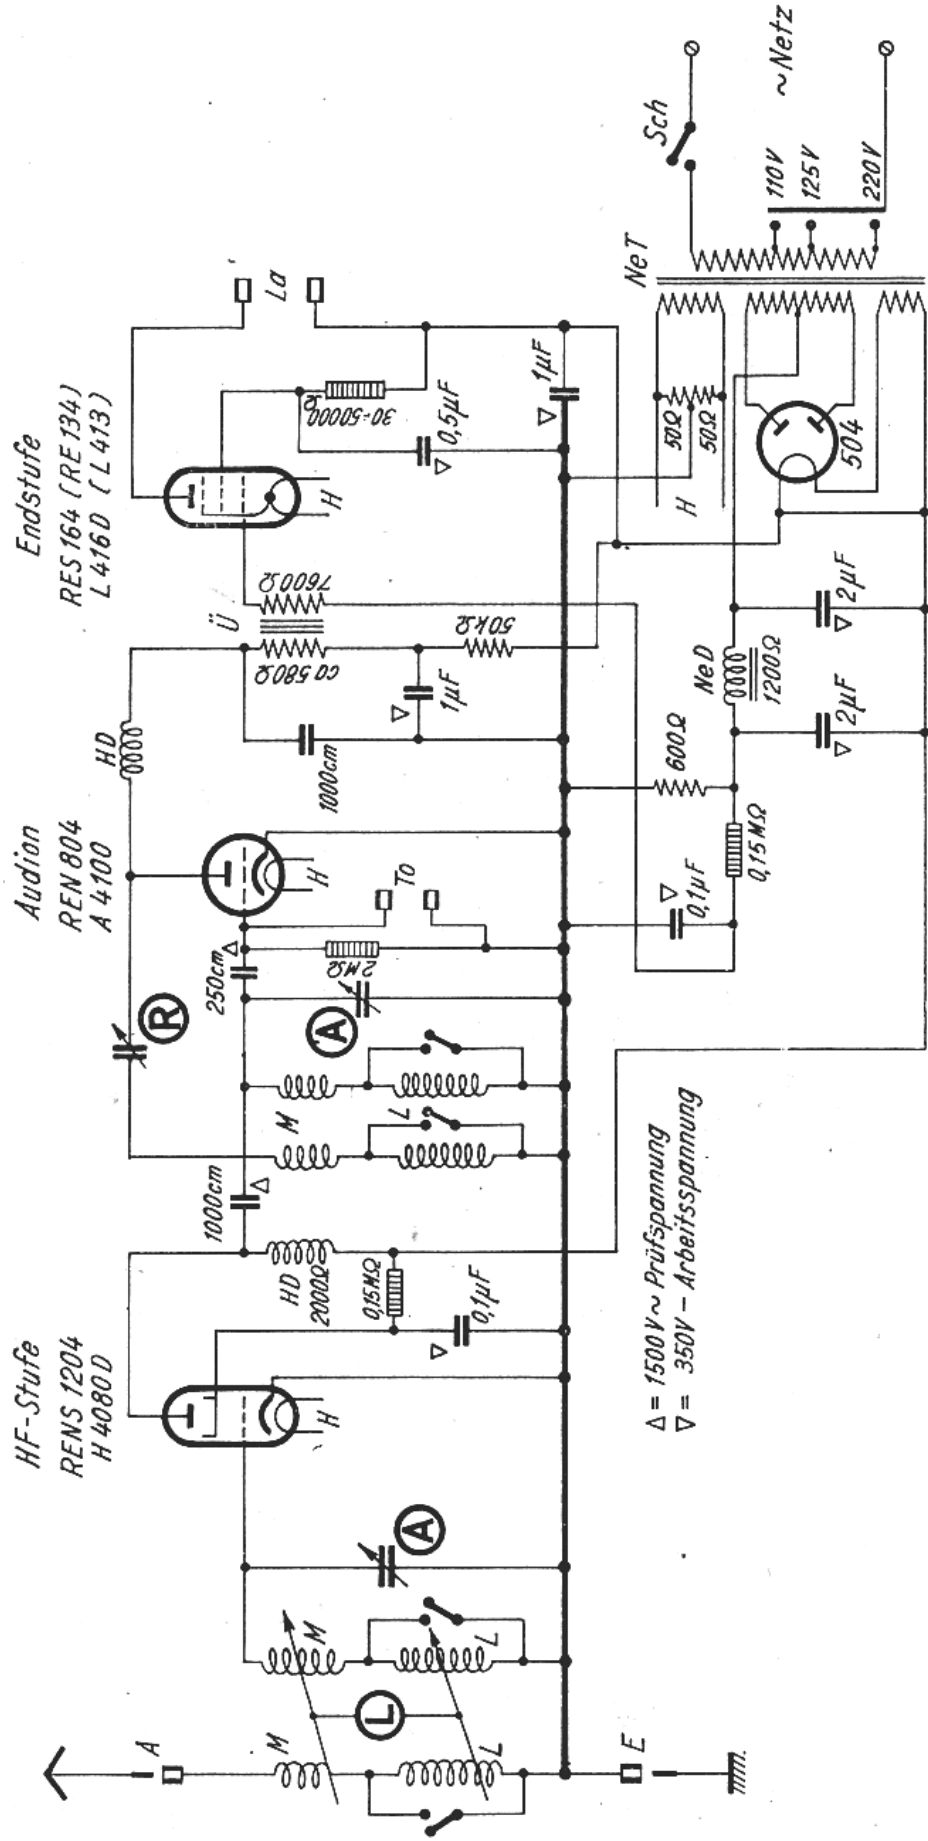 HF-Stufe
RENS 1204
H 4080 D
Audion
REN 804
A 4100
Endstufe
RES 164 (RE 134)
L 416 D (L 413)
A
M
L
L
M
L
E
A
H
HD
2000Ω
0,15MΩ
0,1µF
1000cm
M
L
A
R
250cm
2MΩ
To
H
HD
1000cm
Ü
ca 580Ω
7600Ω
1µF
50kΩ
H
30÷50000
Ω
0,5µF
La
1µF
Sch
~Netz
NeT
110V
125V
220V
50Ω
50Ω
H
504
NeD
1200Ω
2µF
2µF
600Ω
0,15MΩ
0,1µF
Δ = 1500V~ Prüfspannung
∇ = 350V – Arbeitsspannung